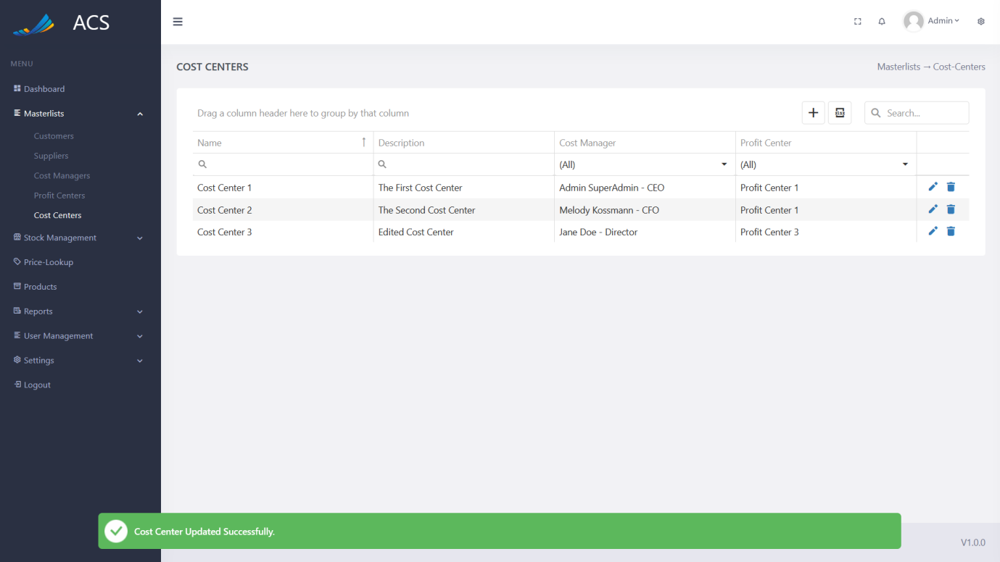 ACS
Admin
MENU
Dashboard
Masterlists
Customers
Suppliers
Cost Managers
Profit Centers
Cost Centers
Stock Management
Price-Lookup
Products
Reports
User Management
Settings
Logout
COST CENTERS
Masterlists → Cost-Centers
Drag a column header here to group by that column
xlsx
Search...
Name ↑ Description Cost Manager Profit Center
(All) (All)
Cost Center 1 The First Cost Center Admin SuperAdmin - CEO Profit Center 1
Cost Center 2 The Second Cost Center Melody Kossmann - CFO Profit Center 1
Cost Center 3 Edited Cost Center Jane Doe - Director Profit Center 3
Cost Center Updated Successfully.
V1.0.0